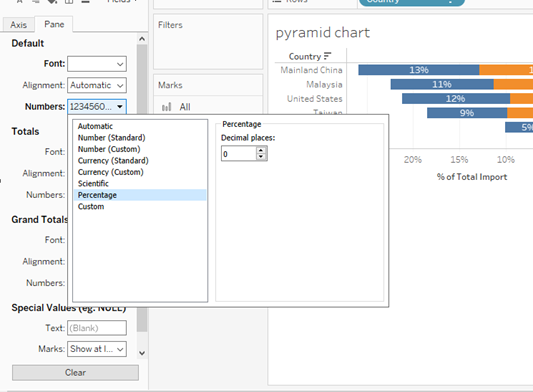 Fields
Rows
Country
Axis
Pane
Default
Font:
Alignment: Automatic
Numbers: 1234560...
Automatic
Number (Standard)
Number (Custom)
Currency (Standard)
Currency (Custom)
Scientific
Percentage
Custom
Percentage
Decimal places:
0
Totals
Font:
Alignment:
Numbers:
Grand Totals
Font:
Alignment:
Numbers:
Special Values (eg. NULL)
Text: (Blank)
Marks: Show at I...
Clear
Filters
Marks
All
pyramid chart
Country
Mainland China 13%
Malaysia 11%
United States 12%
Taiwan 9%
5%
20% 15% 10%
% of Total Import